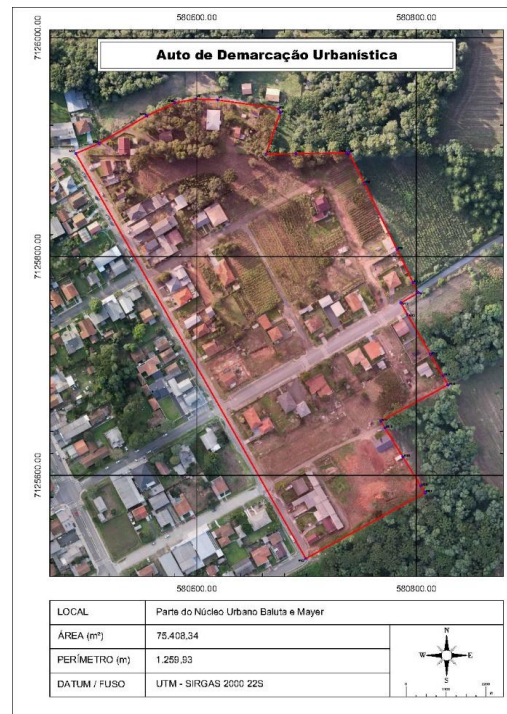 580600.00 580800.00
7126000.00
Auto de Demarcação Urbanística
7125800.00
7125600.00
580600.00 580800.00
LOCAL Parte do Núcleo Urbano Baluta e Mayer
ÁREA (m²) 75.408,34
PERÍMETRO (m) 1.259,93
DATUM / FUSO UTM - SIRGAS 2000 22S
N
W E
S